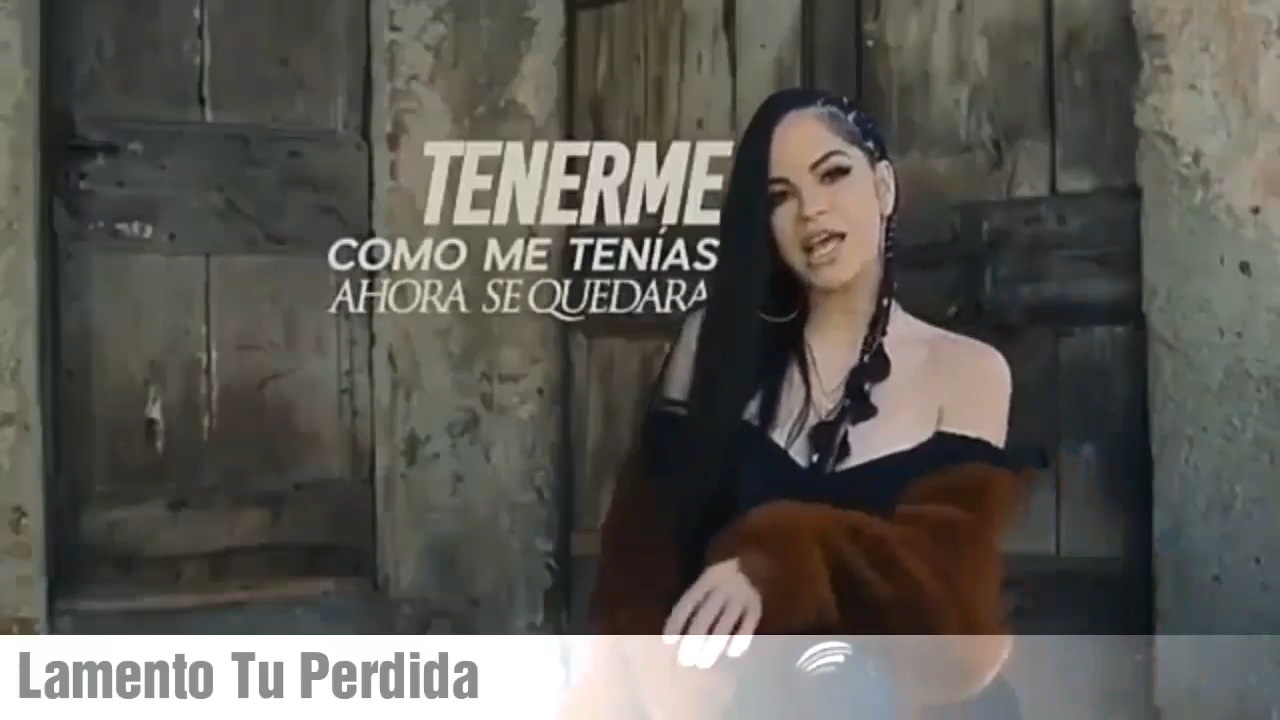 TENERME
COMO ME TENÍAS
AHORA SE QUEDARA
Lamento Tu Perdida